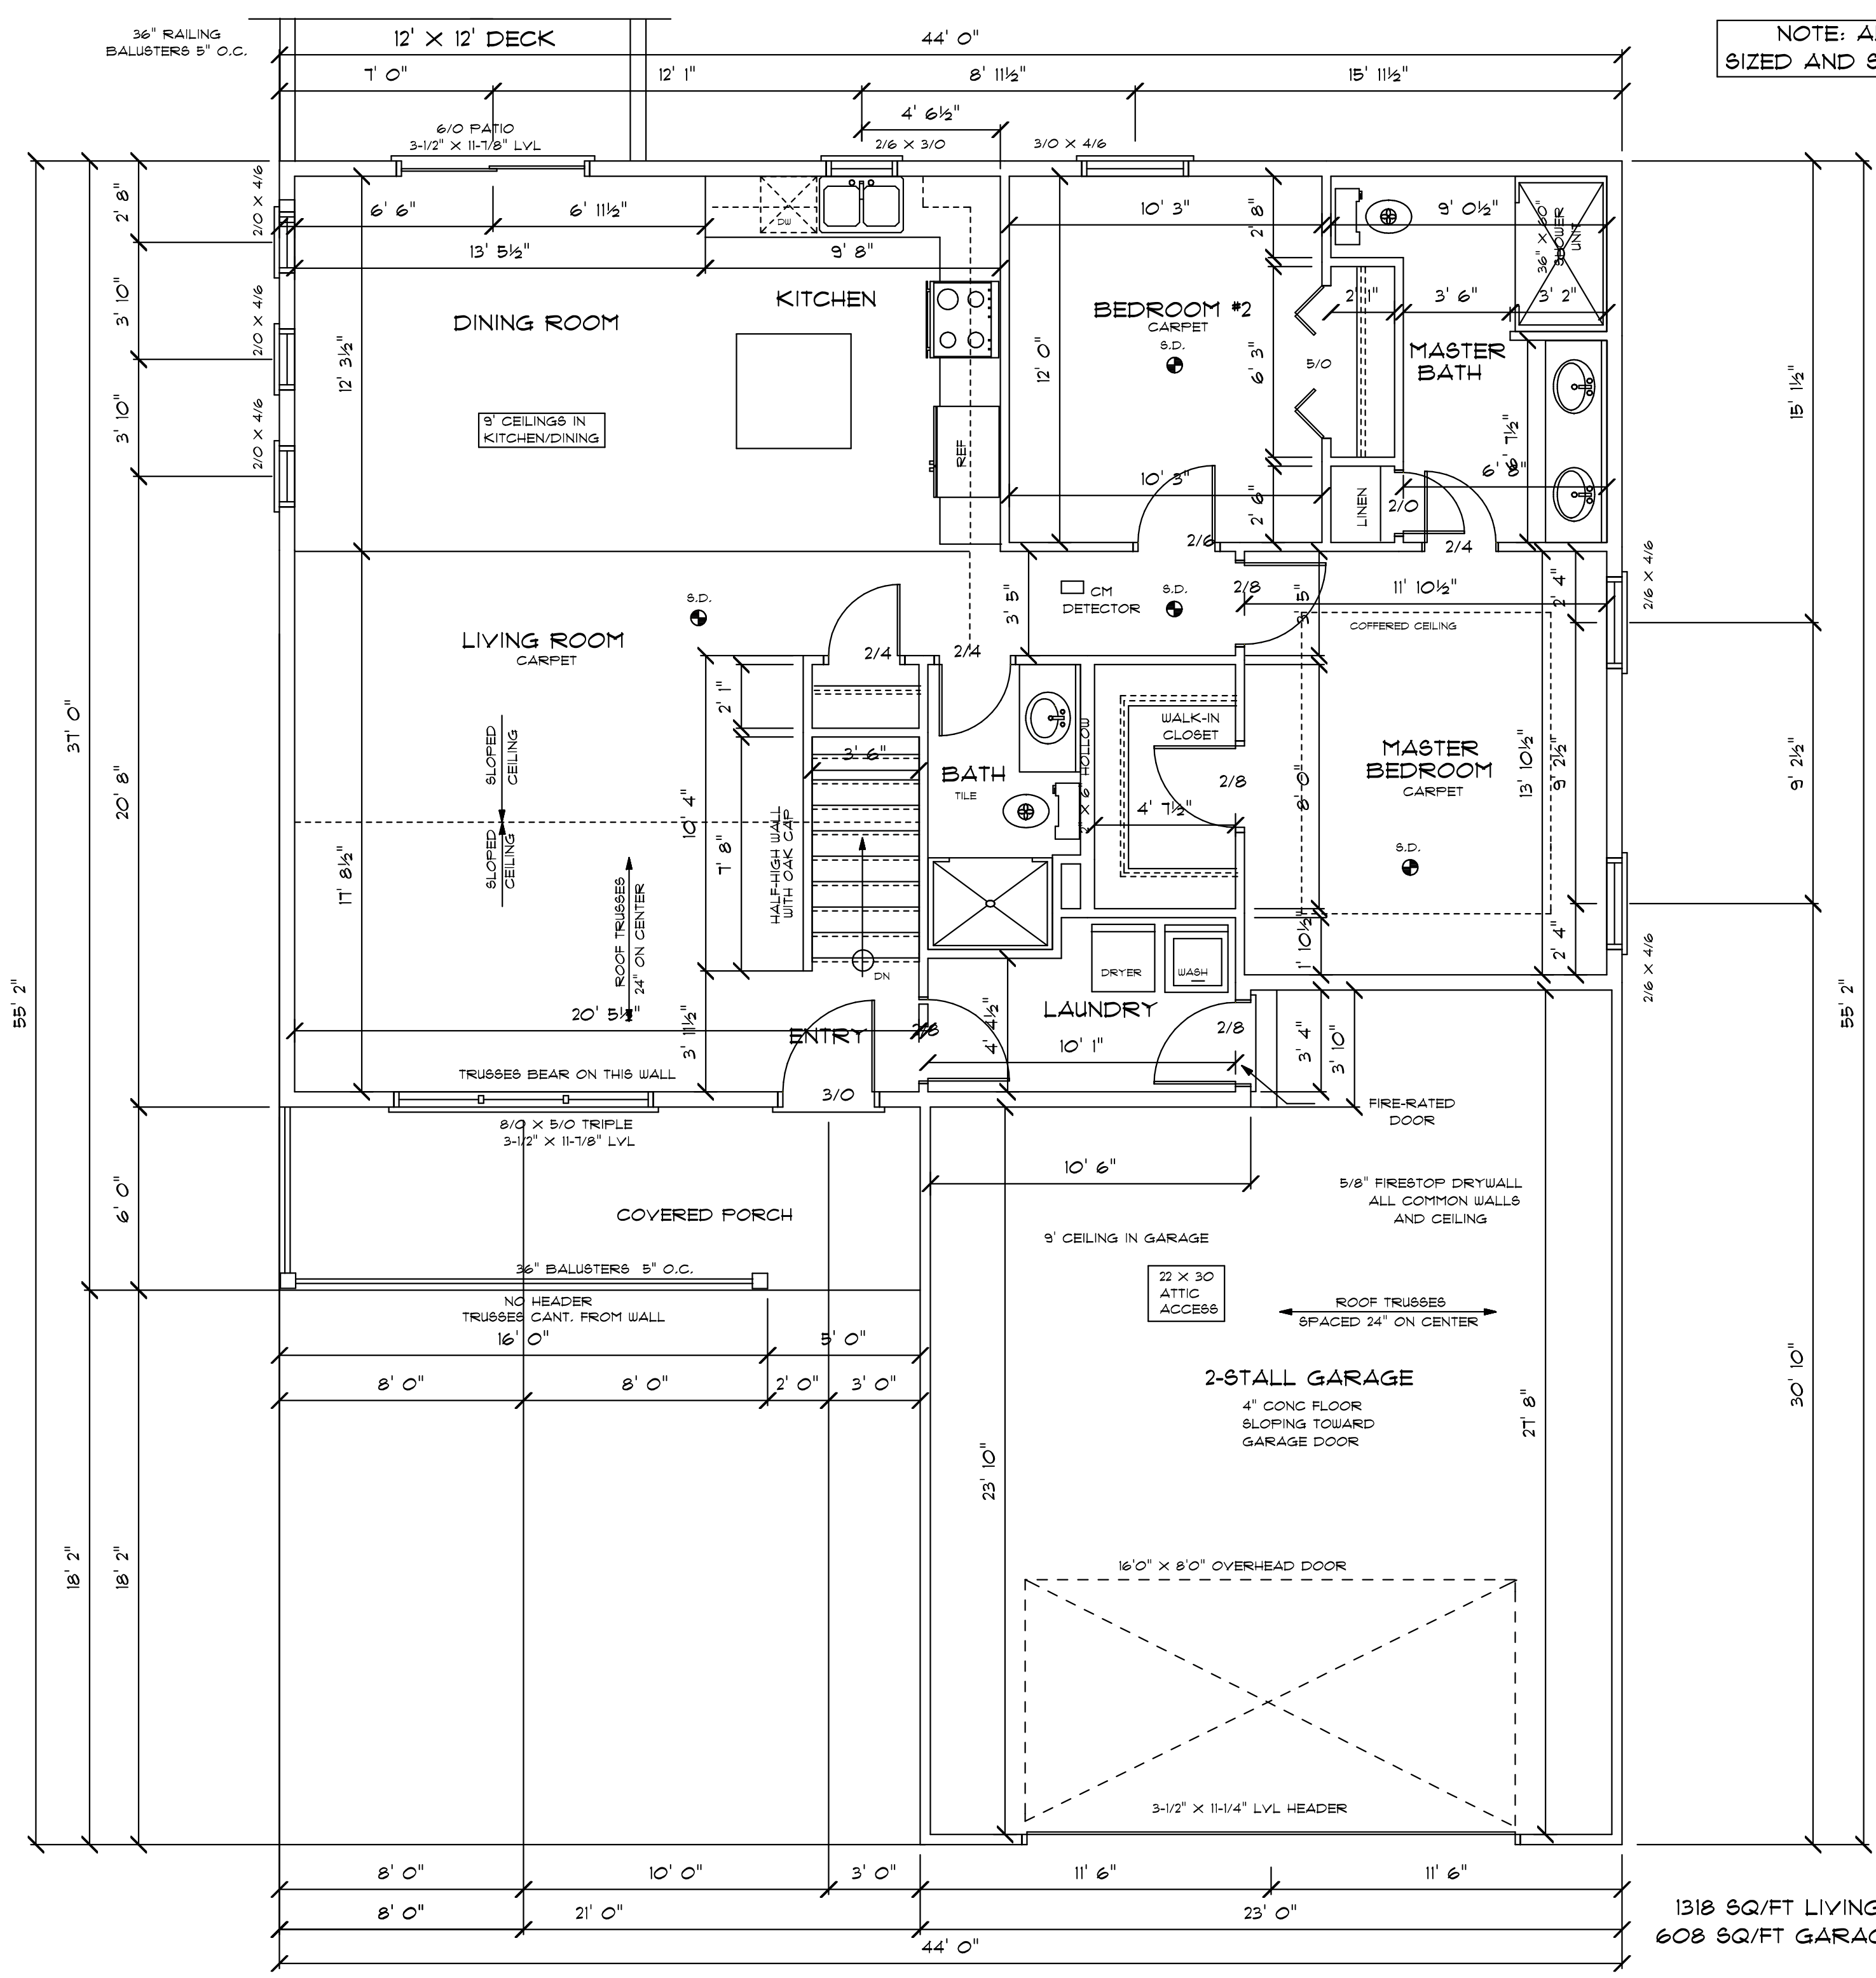 36" RAILING
BALUSTERS 5" O.C.
12' X 12' DECK
44' 0"
NOTE: A
SIZED AND S
7' 0"
12' 1"
8' 11½"
15' 11½"
4' 6½"
6/0 PATIO
3-1/2" X 11-7/8" LVL
2/6 X 3/0
3/0 X 4/6
2' 8"
2/0 X 4/6
6' 6"
6' 11½"
DW
10' 3"
2' 8"
9' 0½"
36" X 60"
SHOWER
UNIT
13' 5½"
9' 8"
3' 10"
2/0 X 4/6
DINING ROOM
KITCHEN
BEDROOM #2
CARPET
S.D.
2' 1"
3' 6"
3' 2"
MASTER
BATH
12' 3½"
12' 0"
6' 3"
5/0
15' 1½"
3' 10"
2/0 X 4/6
9' CEILINGS IN
KITCHEN/DINING
REF
10' 3"
2' 6"
LINEN
2/0
6' 8"
2/6
2/4
LIVING ROOM
CARPET
S.D.
3' 5"
CM
DETECTOR
S.D.
2/8
11' 10½"
2' 4"
2/6 X 4/6
COFFERED CEILING
2/4
2/4
2' 1"
37' 0"
20' 8"
SLOPED
CEILING
3' 6"
BATH
TILE
2" X 6" HOLLOW
WALK-IN
CLOSET
2/8
4' 7½"
8' 0"
MASTER
BEDROOM
CARPET
S.D.
13' 10½"
9' 2½"
9' 2½"
17' 8½"
SLOPED
CEILING
10' 4"
7' 8"
HALF-HIGH WALL
WITH OAK CAP
ROOF TRUSSES
24" ON CENTER
DN
DRYER
WASH
1' 10½"
2' 4"
2/6 X 4/6
55' 2"
55' 2"
20' 5½"
3' 11½"
ENTRY
2/8
4' 4½"
LAUNDRY
10' 1"
2/8
3' 4"
3' 10"
TRUSSES BEAR ON THIS WALL
3/0
FIRE-RATED
DOOR
8/0 X 5/0 TRIPLE
3-1/2" X 11-7/8" LVL
10' 6"
6' 0"
COVERED PORCH
5/8" FIRESTOP DRYWALL
ALL COMMON WALLS
AND CEILING
9' CEILING IN GARAGE
36" BALUSTERS 5" O.C.
22 X 30
ATTIC
ACCESS
NO HEADER
TRUSSES CANT. FROM WALL
ROOF TRUSSES
SPACED 24" ON CENTER
16' 0"
5' 0"
8' 0"
8' 0"
2' 0"
3' 0"
2-STALL GARAGE
4" CONC FLOOR
SLOPING TOWARD
GARAGE DOOR
30' 10"
27' 8"
23' 10"
18' 2"
18' 2"
16'0" X 8'0" OVERHEAD DOOR
3-1/2" X 11-1/4" LVL HEADER
8' 0"
10' 0"
3' 0"
11' 6"
11' 6"
8' 0"
21' 0"
23' 0"
44' 0"
1318 SQ/FT LIVING
608 SQ/FT GARAG